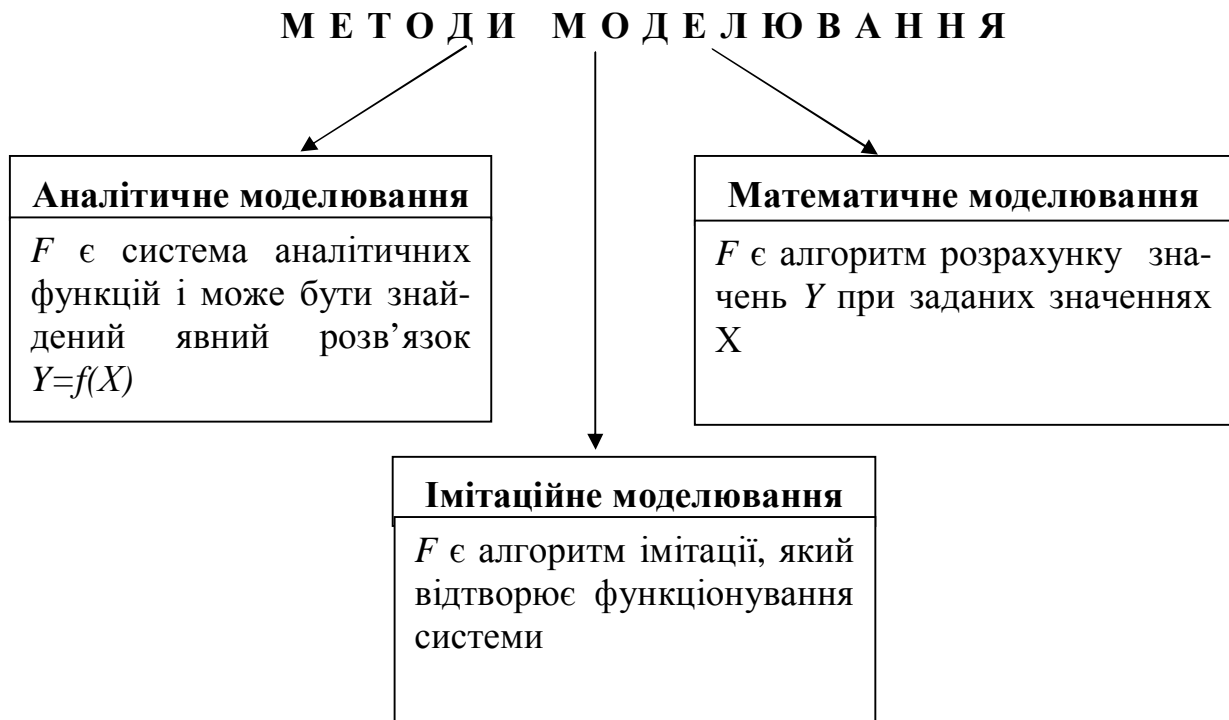 М Е Т О Д И М О Д Е Л Ю В А Н Н Я
Аналітичне моделювання
F є система аналітичних
функцій і може бути знай-
дений явний розв’язок
Y=f(X)
Математичне моделювання
F є алгоритм розрахунку зна-
чень Y при заданих значеннях
X
Імітаційне моделювання
F є алгоритм імітації, який
відтворює функціонування
системи